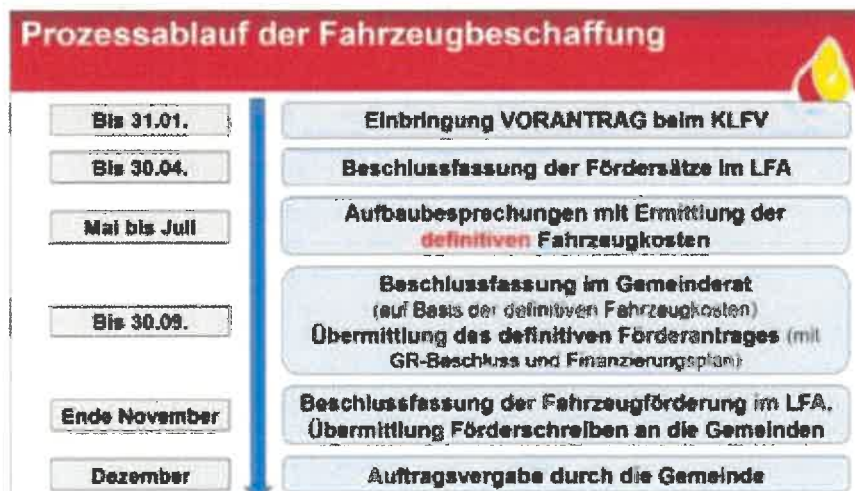 Prozessablauf der Fahrzeugbeschaffung
Bis 31.01.
Einbringung VORANTRAG beim KLFV
Bis 30.04.
Beschlussfassung der Fördersätze im LFA
Mai bis Juli
Aufbaubesprechungen mit Ermittlung der
definitiven Fahrzeugkosten
Bis 30.09.
Beschlussfassung im Gemeinderat
(auf Basis der definitiven Fahrzeugkosten)
Übermittlung des definitiven Förderantrages (mit
GR-Beschluss und Finanzierungsplan)
Ende November
Beschlussfassung der Fahrzeugförderung im LFA.
Übermittlung Förderschreiben an die Gemeinden
Dezember
Auftragsvergabe durch die Gemeinde